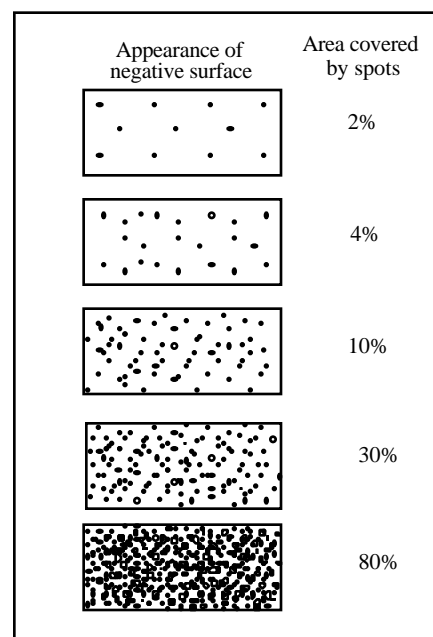 Appearance of
negative surface
Area covered
by spots
2%
4%
10%
30%
80%